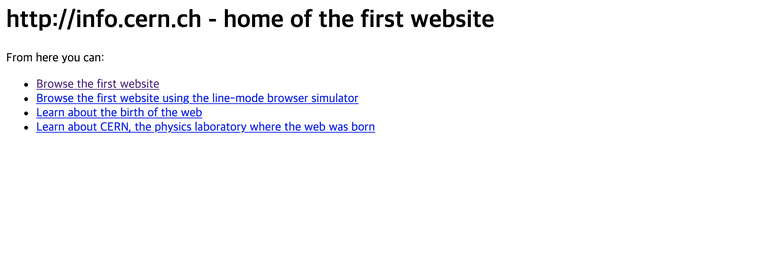 http://info.cern.ch - home of the first website
From here you can:
Browse the first website
Browse the first website using the line-mode browser simulator
Learn about the birth of the web
Learn about CERN, the physics laboratory where the web was born